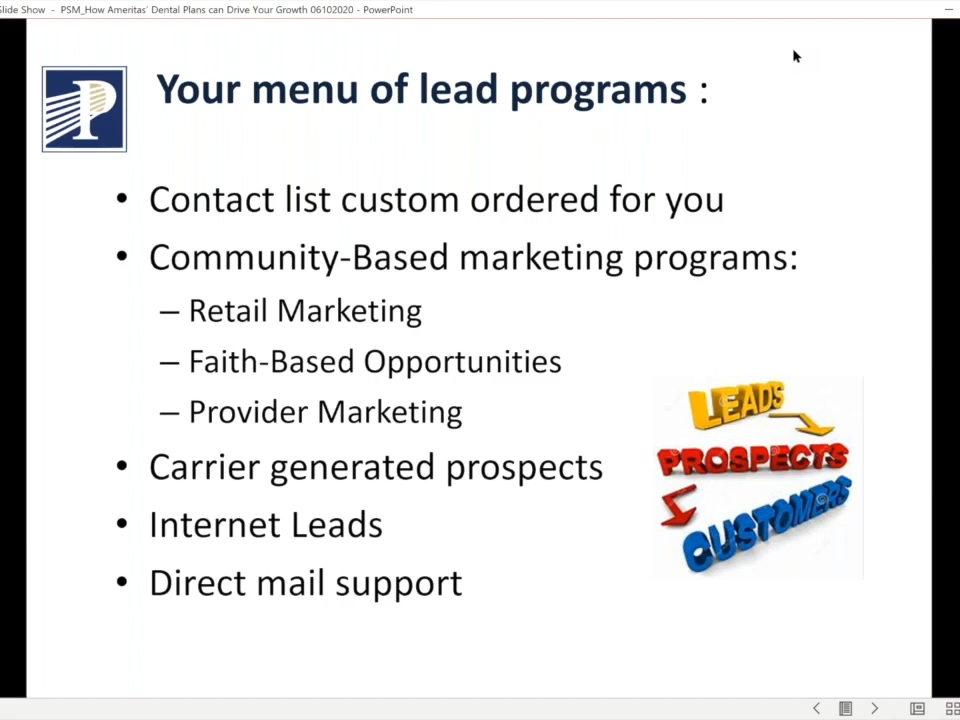 Slide Show - PSM_How Ameritas' Dental Plans can Drive Your Growth 06102020 - PowerPoint
P
Your menu of lead programs :
• Contact list custom ordered for you
• Community-Based marketing programs:
– Retail Marketing
– Faith-Based Opportunities
– Provider Marketing
• Carrier generated prospects
• Internet Leads
• Direct mail support
LEADS
PROSPECTS
CUSTOMERS